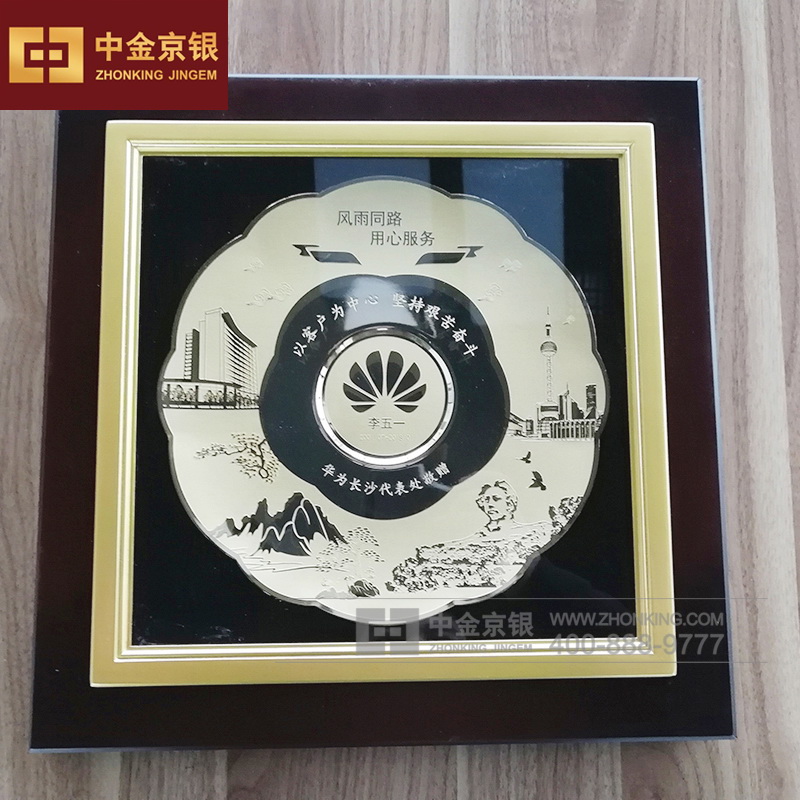 中金京银
ZHONKING JINGEM
风雨同路
用心服务
以客户为中心 坚持艰苦奋斗
李五一
华为长沙代表处敬赠
中金京银
ZHONKING JINGEM
WWW.ZHONKING.COM
400-888-9777